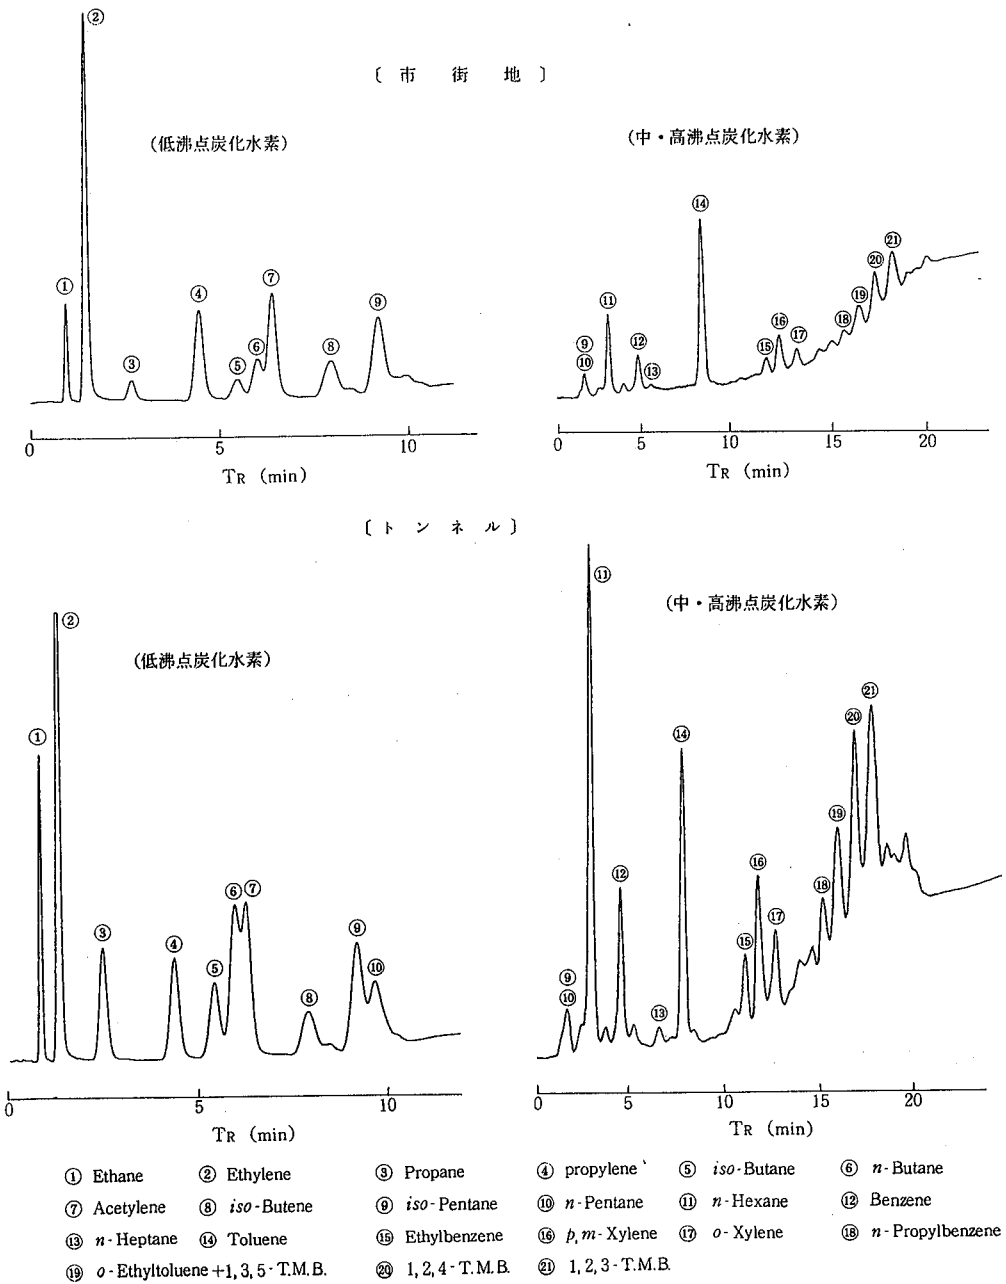 ②
〔市街地〕
(低沸点炭化水素)
(中・高沸点炭化水素)
① ③ ④ ⑤ ⑥ ⑦ ⑧ ⑨
⑨ ⑩ ⑪ ⑫ ⑬ ⑭ ⑮ ⑯ ⑰ ⑱ ⑲ ⑳ ㉑
0 5 10
TR (min)
0 5 10 15 20
TR (min)
〔トンネル〕
(低沸点炭化水素)
(中・高沸点炭化水素)
① ② ③ ④ ⑤ ⑥ ⑦ ⑧ ⑨ ⑩
⑨ ⑩ ⑪ ⑫ ⑬ ⑭ ⑮ ⑯ ⑰ ⑱ ⑲ ⑳ ㉑
0 5 10
TR (min)
0 5 10 15 20
TR (min)
① Ethane ② Ethylene ③ Propane ④ propylene ⑤ iso-Butane ⑥ n-Butane
⑦ Acetylene ⑧ iso-Butene ⑨ iso-Pentane ⑩ n-Pentane ⑪ n-Hexane ⑫ Benzene
⑬ n-Heptane ⑭ Toluene ⑮ Ethylbenzene ⑯ p,m-Xylene ⑰ o-Xylene ⑱ n-Propylbenzene
⑲ o-Ethyltoluene+1,3,5-T.M.B. ⑳ 1,2,4-T.M.B. ㉑ 1,2,3-T.M.B.